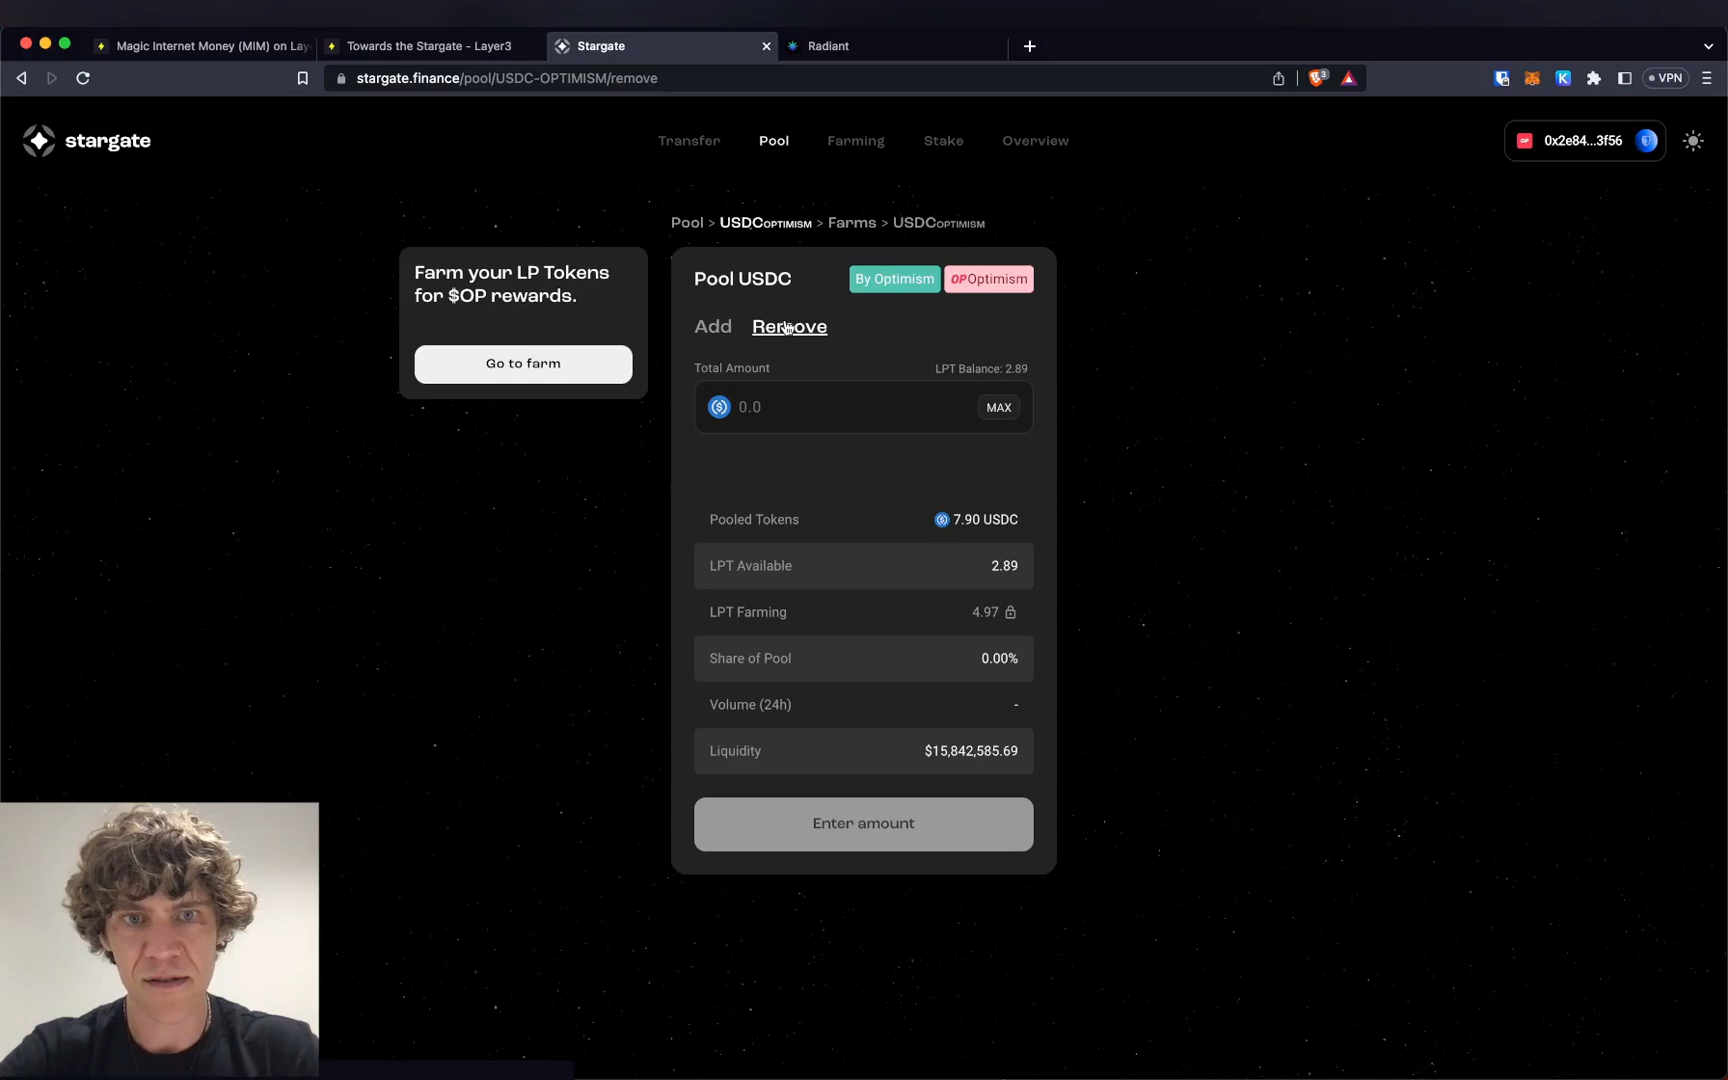 Magic Internet Money (MIM) on Lay
Towards the Stargate - Layer3
Stargate
Radiant
stargate.finance/pool/USDC-OPTIMISM/remove
3
K
VPN
stargate
Transfer
Pool
Farming
Stake
Overview
OP
0x2e84...3f56
Pool > USDCOPTIMISM > Farms > USDCOPTIMISM
Farm your LP Tokens
for $OP rewards.
Go to farm
Pool USDC
By Optimism
OP Optimism
Add
Remove
Total Amount
LPT Balance: 2.89
0.0
MAX
Pooled Tokens
7.90 USDC
LPT Available
2.89
LPT Farming
4.97
Share of Pool
0.00%
Volume (24h)
-
Liquidity
$15,842,585.69
Enter amount